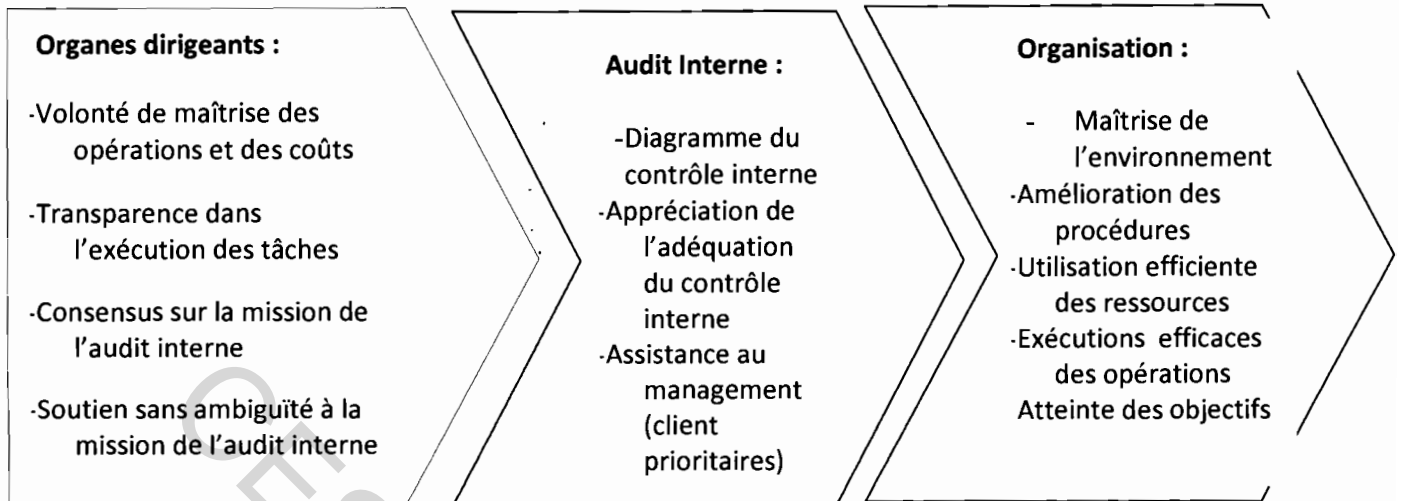 Organes dirigeants :
-Volonté de maîtrise des
opérations et des coûts
-Transparence dans
l'exécution des tâches
-Consensus sur la mission de
l'audit interne
-Soutien sans ambiguïté à la
mission de l'audit interne
Audit Interne :
-Diagramme du
contrôle interne
-Appréciation de
l'adéquation
du contrôle
interne
-Assistance au
management
(client
prioritaires)
Organisation :
- Maîtrise de
l'environnement
-Amélioration des
procédures
-Utilisation efficiente
des ressources
-Exécutions efficaces
des opérations
Atteinte des objectifs